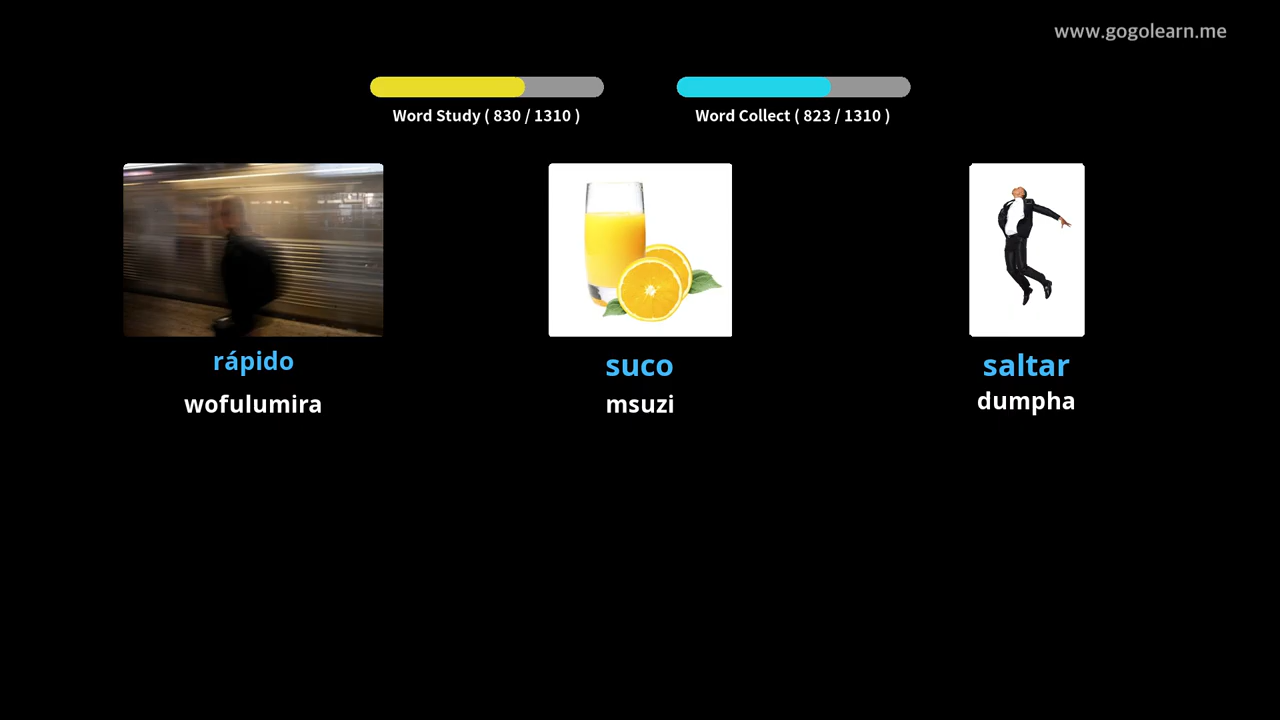 www.gogolearn.me
Word Study ( 830 / 1310 )
Word Collect ( 823 / 1310 )
rápido
wofulumira
suco
msuzi
saltar
dumpha